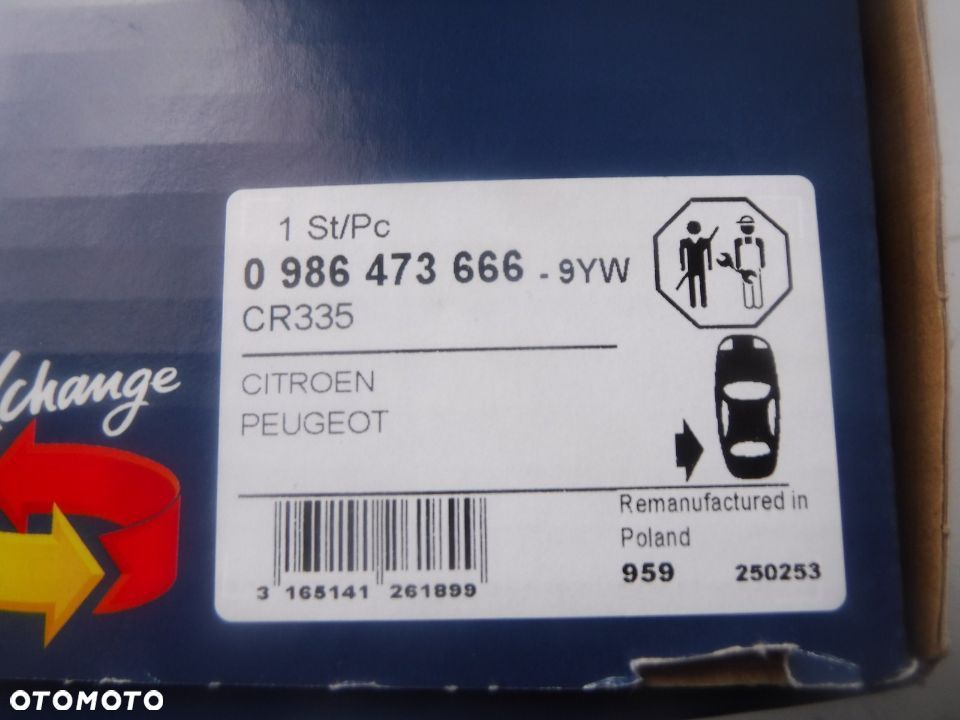 1 St/Pc
0 986 473 666 - 9YW
CR335
CITROEN
PEUGEOT
Remanufactured in
Poland
959 250253
3 165141 261899
OTOMOTO